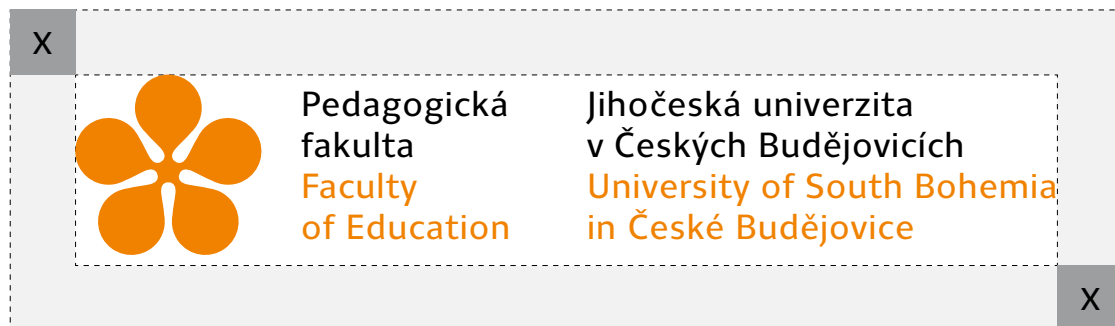 X
Pedagogická
fakulta
Faculty
of Education
Jihočeská univerzita
v Českých Budějovicích
University of South Bohemia
in České Budějovice
X